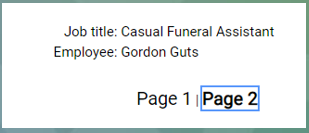 Job title: Casual Funeral Assistant
Employee: Gordon Guts
Page 1 | Page 2